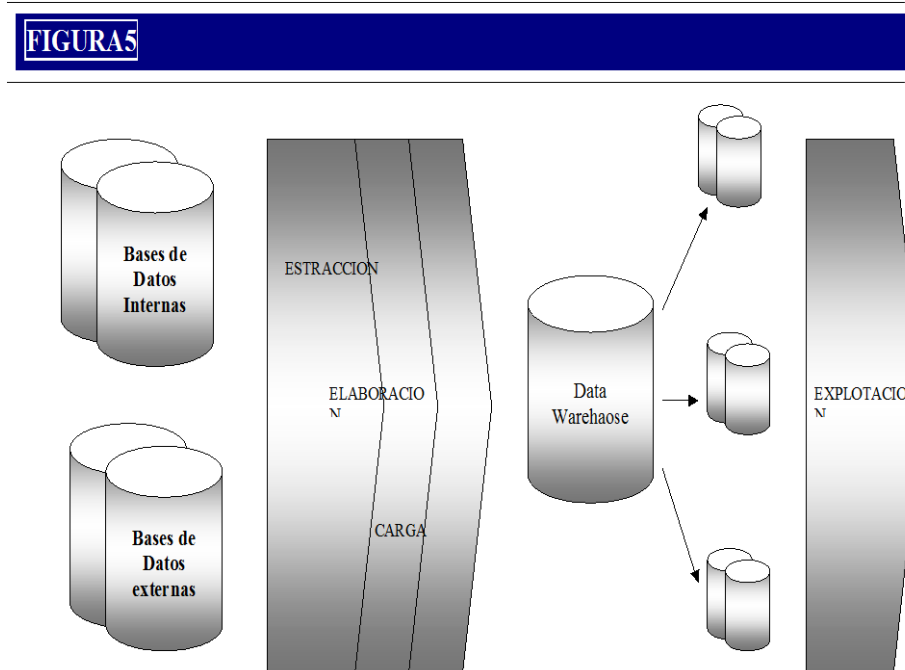 FIGURA5
Bases de
Datos
Internas
ESTRACCION
ELABORACIO
N
CARGA
Bases de
Datos
externas
Data
Warehaose
EXPLOTACIO
N